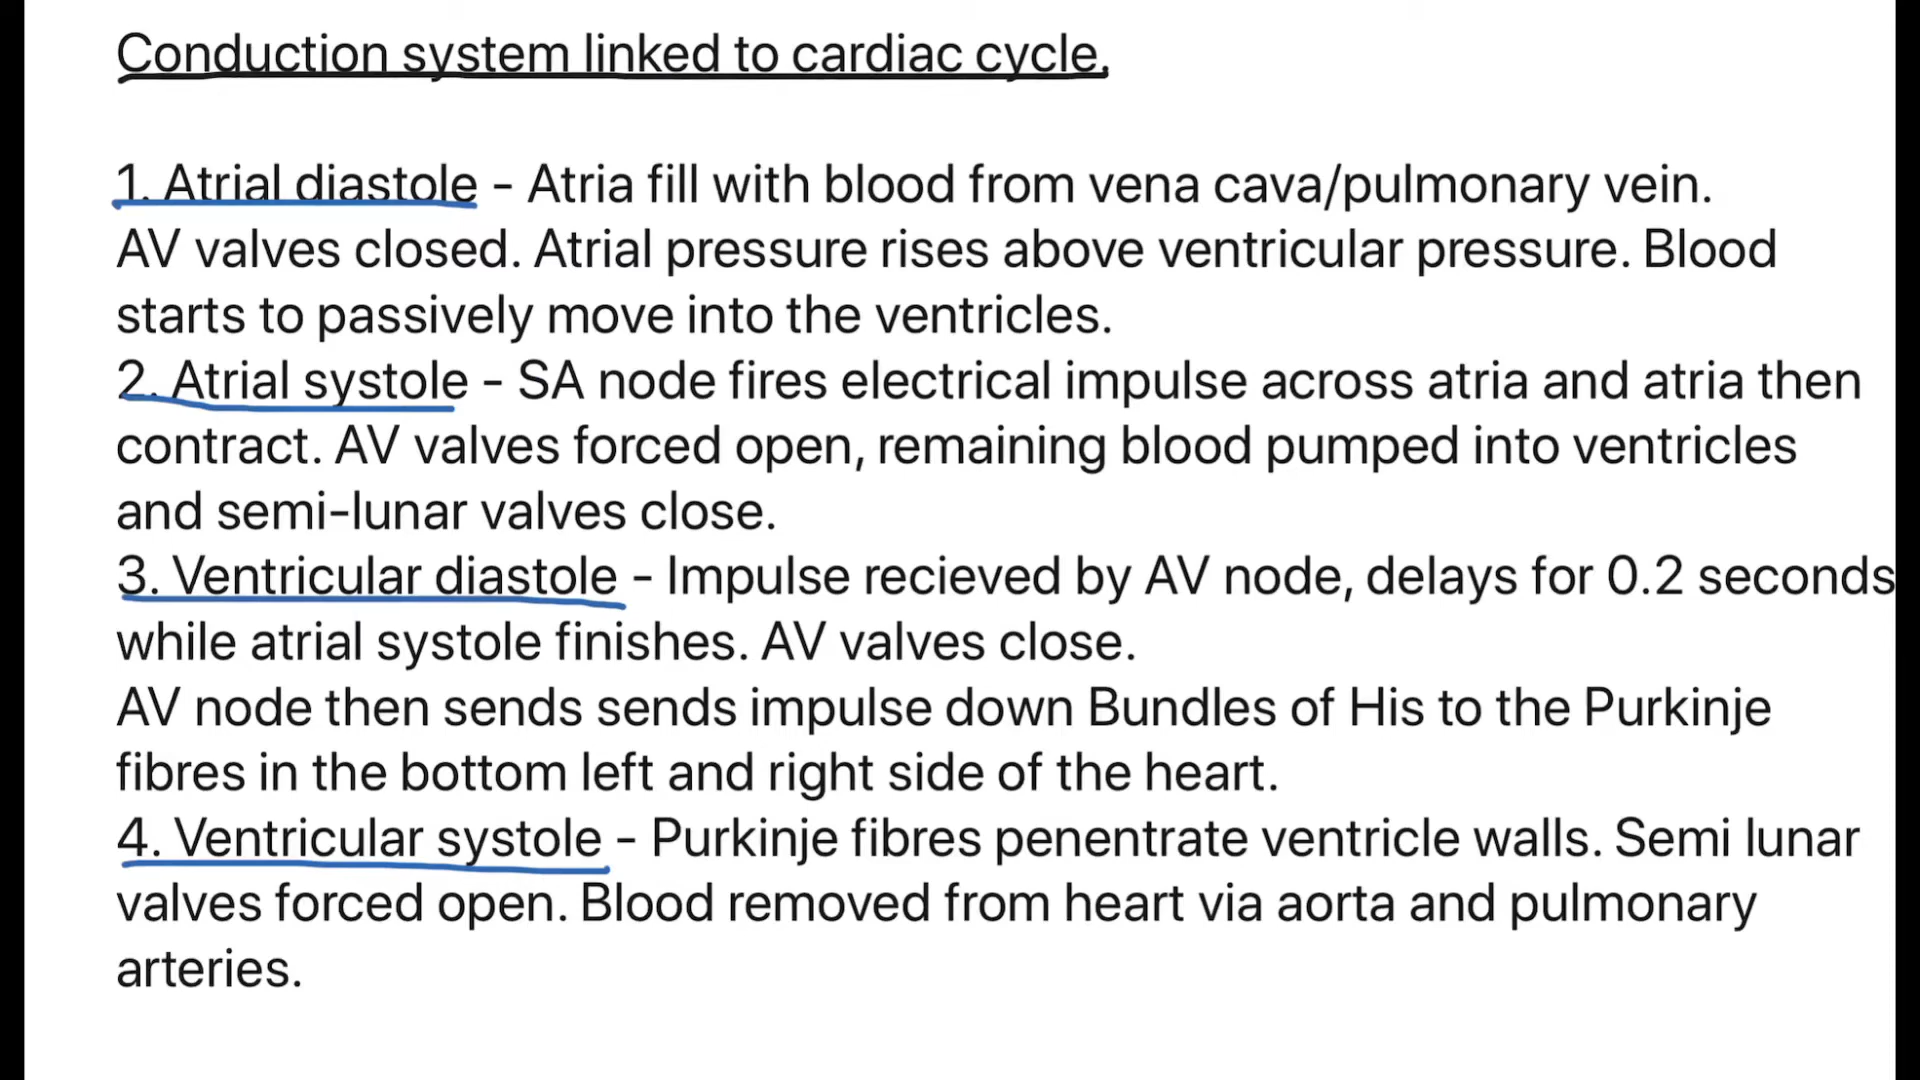 Conduction system linked to cardiac cycle.
1. Atrial diastole - Atria fill with blood from vena cava/pulmonary vein.
AV valves closed. Atrial pressure rises above ventricular pressure. Blood
starts to passively move into the ventricles.
2. Atrial systole - SA node fires electrical impulse across atria and atria then
contract. AV valves forced open, remaining blood pumped into ventricles
and semi-lunar valves close.
3. Ventricular diastole - Impulse recieved by AV node, delays for 0.2 seconds
while atrial systole finishes. AV valves close.
AV node then sends sends impulse down Bundles of His to the Purkinje
fibres in the bottom left and right side of the heart.
4. Ventricular systole - Purkinje fibres penentrate ventricle walls. Semi lunar
valves forced open. Blood removed from heart via aorta and pulmonary
arteries.